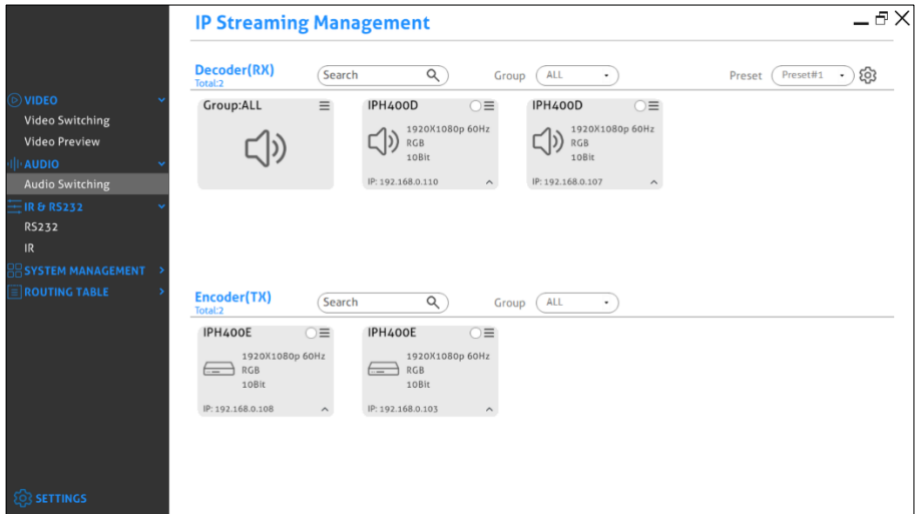 IP Streaming Management
VIDEO
Video Switching
Video Preview
AUDIO
Audio Switching
IR & RS232
RS232
IR
SYSTEM MANAGEMENT
ROUTING TABLE
SETTINGS
Decoder(RX)
Total:2
Search
Group ALL
Preset Preset#1
Group:ALL
IPH400D
1920X1080p 60Hz
RGB
10Bit
IP: 192.168.0.110
IPH400D
1920X1080p 60Hz
RGB
10Bit
IP: 192.168.0.107
Encoder(TX)
Total:2
Search
Group ALL
IPH400E
1920X1080p 60Hz
RGB
10Bit
IP: 192.168.0.108
IPH400E
1920X1080p 60Hz
RGB
10Bit
IP: 192.168.0.103